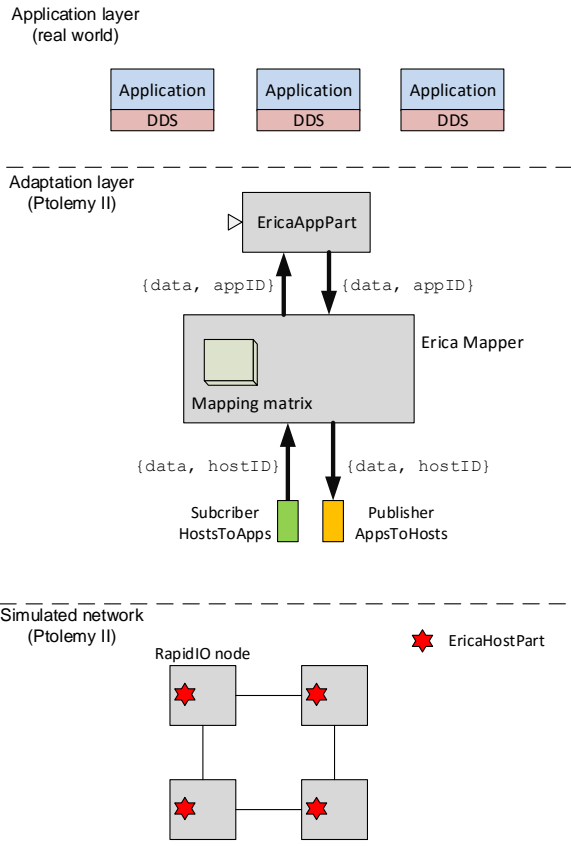 Application layer
(real world)
Application
Application
Application
DDS
DDS
DDS
Adaptation layer
(Ptolemy II)
EricaAppPart
{data, appID}
{data, appID}
Erica Mapper
Mapping matrix
{data, hostID}
{data, hostID}
Subcriber
HostsToApps
Publisher
AppsToHosts
Simulated network
(Ptolemy II)
EricaHostPart
RapidIO node